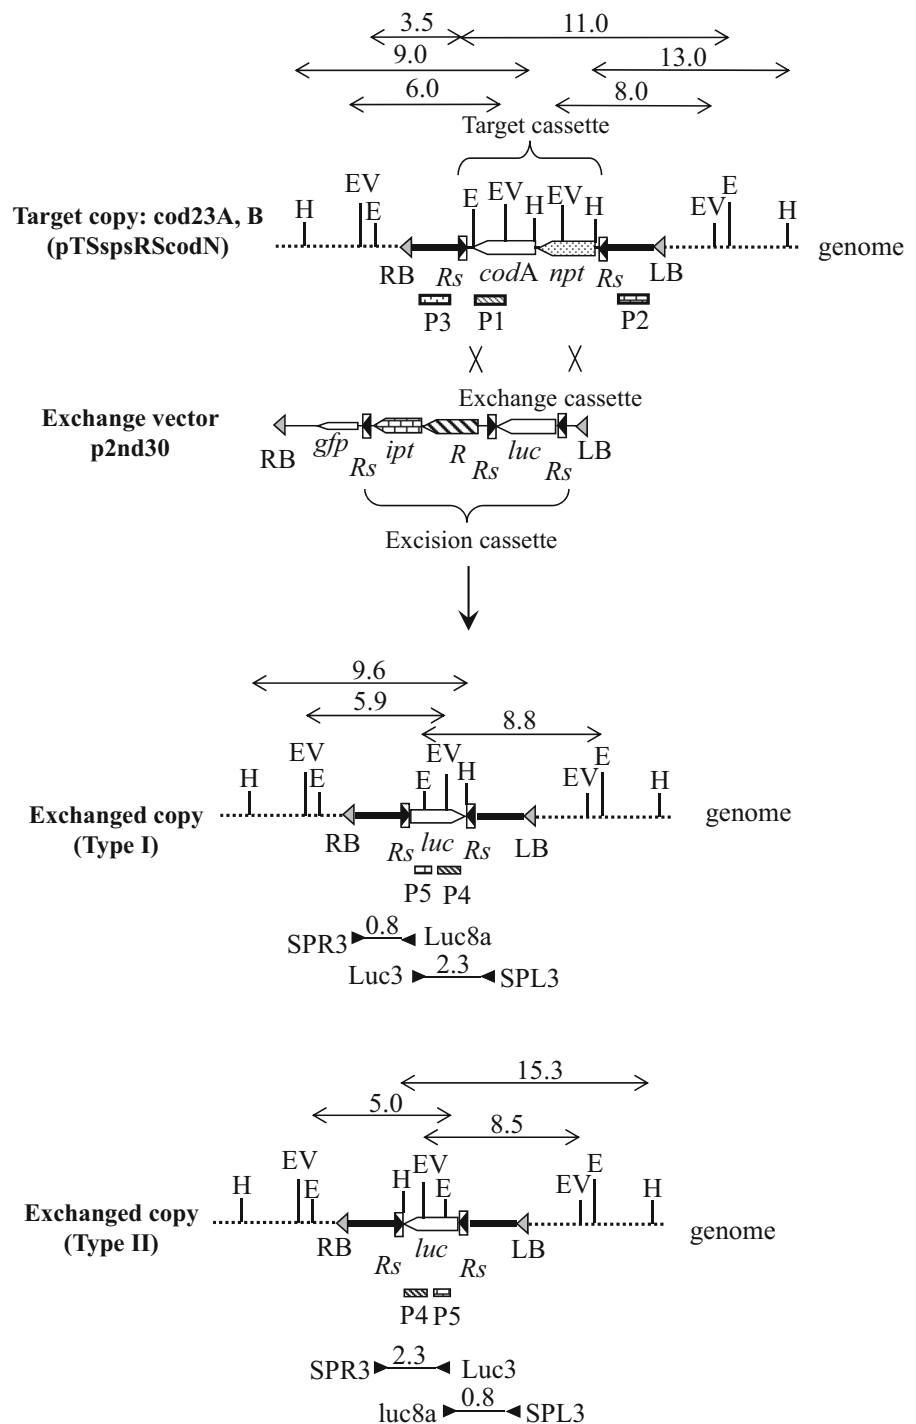 3.5 11.0
9.0 13.0
6.0 8.0
Target cassette
EV E EV H EV H E
H E EV H
Target copy: cod23A, B
(pTSspsRScodN)
genome
RB Rs codA npt Rs LB
P3 P1 P2
Exchange cassette
Exchange vector
p2nd30
RB gfp Rs ipt R Rs luc Rs LB
Excision cassette
9.6
5.9 8.8
EV EV E
H E E H EV H
Exchanged copy
(Type I)
genome
RB Rs luc Rs LB
P5 P4
SPR3 0.8 Luc8a
Luc3 2.3 SPL3
15.3
5.0 8.5
EV EV E
H E H E EV H
Exchanged copy
(Type II)
genome
RB Rs luc Rs LB
P4 P5
SPR3 2.3 Luc3
luc8a 0.8 SPL3